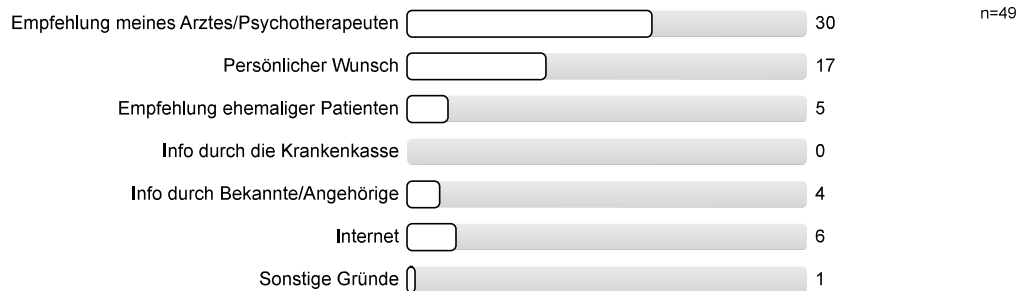 Empfehlung meines Arztes/Psychotherapeuten 30 n=49
Persönlicher Wunsch 17
Empfehlung ehemaliger Patienten 5
Info durch die Krankenkasse 0
Info durch Bekannte/Angehörige 4
Internet 6
Sonstige Gründe 1